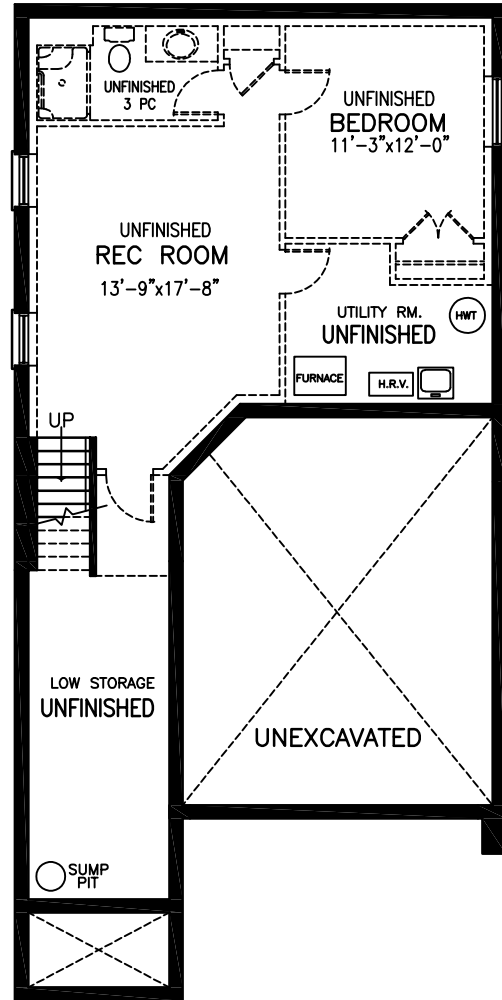 UNFINISHED
3 PC
UNFINISHED
BEDROOM
11'-3"x12'-0"
UNFINISHED
REC ROOM
13'-9"x17'-8"
UTILITY RM.
UNFINISHED
HWT
FURNACE
H.R.V.
UP
LOW STORAGE
UNFINISHED
UNEXCAVATED
SUMP
PIT